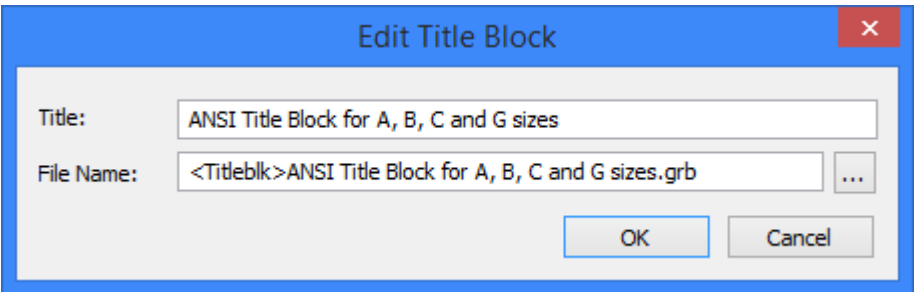 Edit Title Block
Title: ANSI Title Block for A, B, C and G sizes
File Name: <Titleblk>ANSI Title Block for A, B, C and G sizes.grb ...
OK Cancel